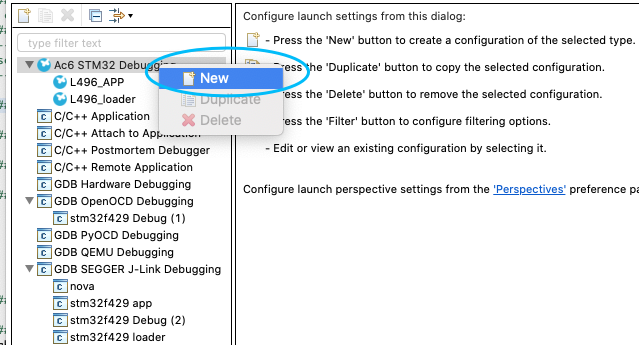 Configure launch settings from this dialog:
- Press the 'New' button to create a configuration of the selected type.
- Press the 'Duplicate' button to copy the selected configuration.
Press the 'Delete' button to remove the selected configuration.
Press the 'Filter' button to configure filtering options.
- Edit or view an existing configuration by selecting it.
Configure launch perspective settings from the 'Perspectives' preference pa
type filter text
Ac6 STM32 Debugging
L496_APP
L496_loader
C/C++ Application
C/C++ Attach to Application
C/C++ Postmortem Debugger
C/C++ Remote Application
GDB Hardware Debugging
GDB OpenOCD Debugging
stm32f429 Debug (1)
GDB PyOCD Debugging
GDB QEMU Debugging
GDB SEGGER J-Link Debugging
nova
stm32f429 app
stm32f429 Debug (2)
stm32f429 loader
New
Duplicate
Delete